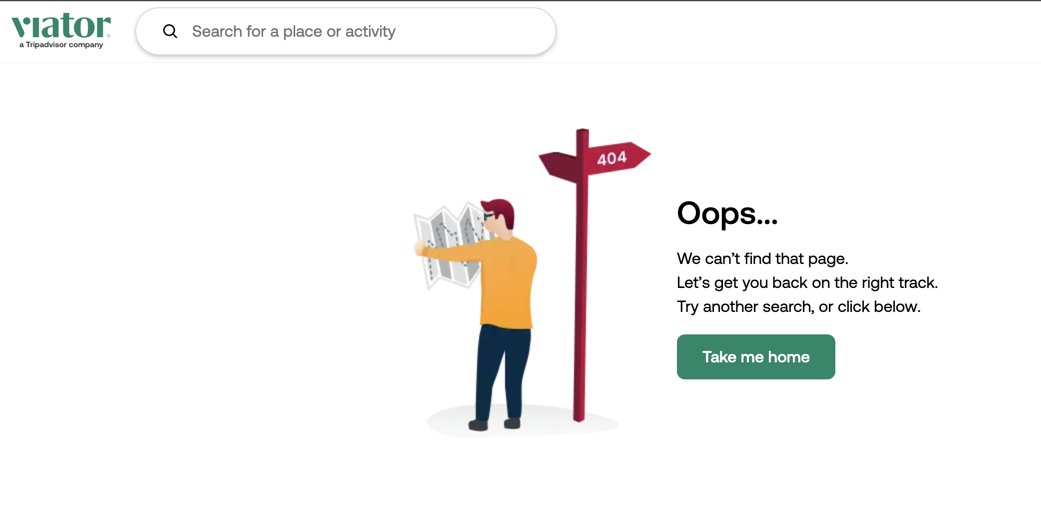 viator
a Tripadvisor company
Search for a place or activity
404
Oops...
We can’t find that page.
Let’s get you back on the right track.
Try another search, or click below.
Take me home